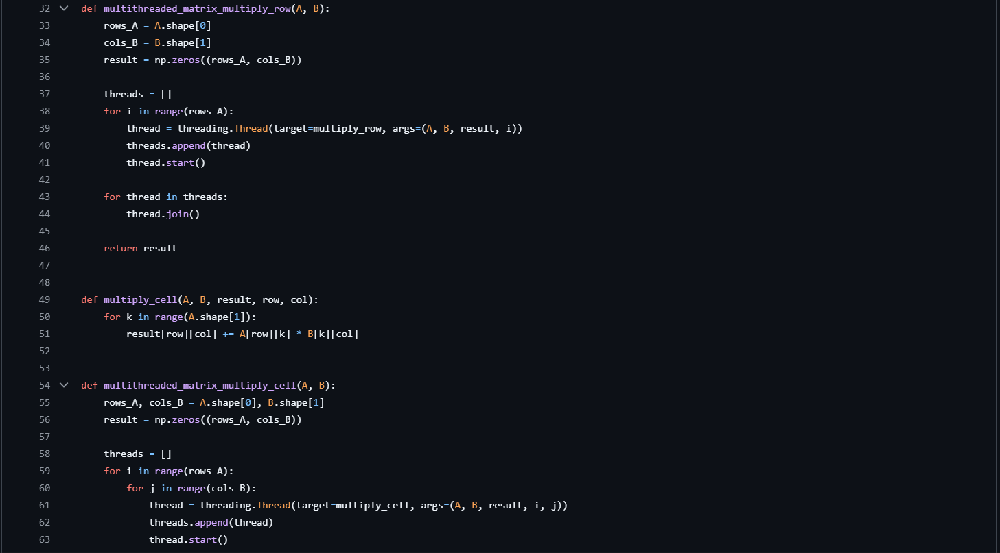 32 def multithreaded_matrix_multiply_row(A, B):
33     rows_A = A.shape[0]
34     cols_B = B.shape[1]
35     result = np.zeros((rows_A, cols_B))
36
37     threads = []
38     for i in range(rows_A):
39         thread = threading.Thread(target=multiply_row, args=(A, B, result, i))
40         threads.append(thread)
41         thread.start()
42
43     for thread in threads:
44         thread.join()
45
46     return result
47
48
49 def multiply_cell(A, B, result, row, col):
50     for k in range(A.shape[1]):
51         result[row][col] += A[row][k] * B[k][col]
52
53
54 def multithreaded_matrix_multiply_cell(A, B):
55     rows_A, cols_B = A.shape[0], B.shape[1]
56     result = np.zeros((rows_A, cols_B))
57
58     threads = []
59     for i in range(rows_A):
60         for j in range(cols_B):
61             thread = threading.Thread(target=multiply_cell, args=(A, B, result, i, j))
62             threads.append(thread)
63             thread.start()